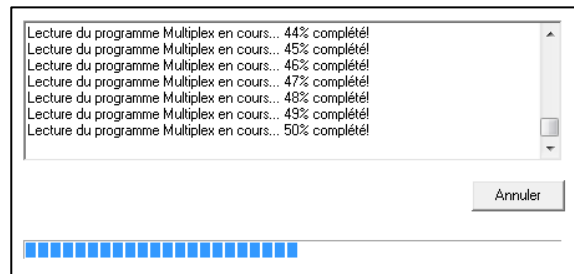 Lecture du programme Multiplex en cours... 44% complété!
Lecture du programme Multiplex en cours... 45% complété!
Lecture du programme Multiplex en cours... 46% complété!
Lecture du programme Multiplex en cours... 47% complété!
Lecture du programme Multiplex en cours... 48% complété!
Lecture du programme Multiplex en cours... 49% complété!
Lecture du programme Multiplex en cours... 50% complété!
Annuler